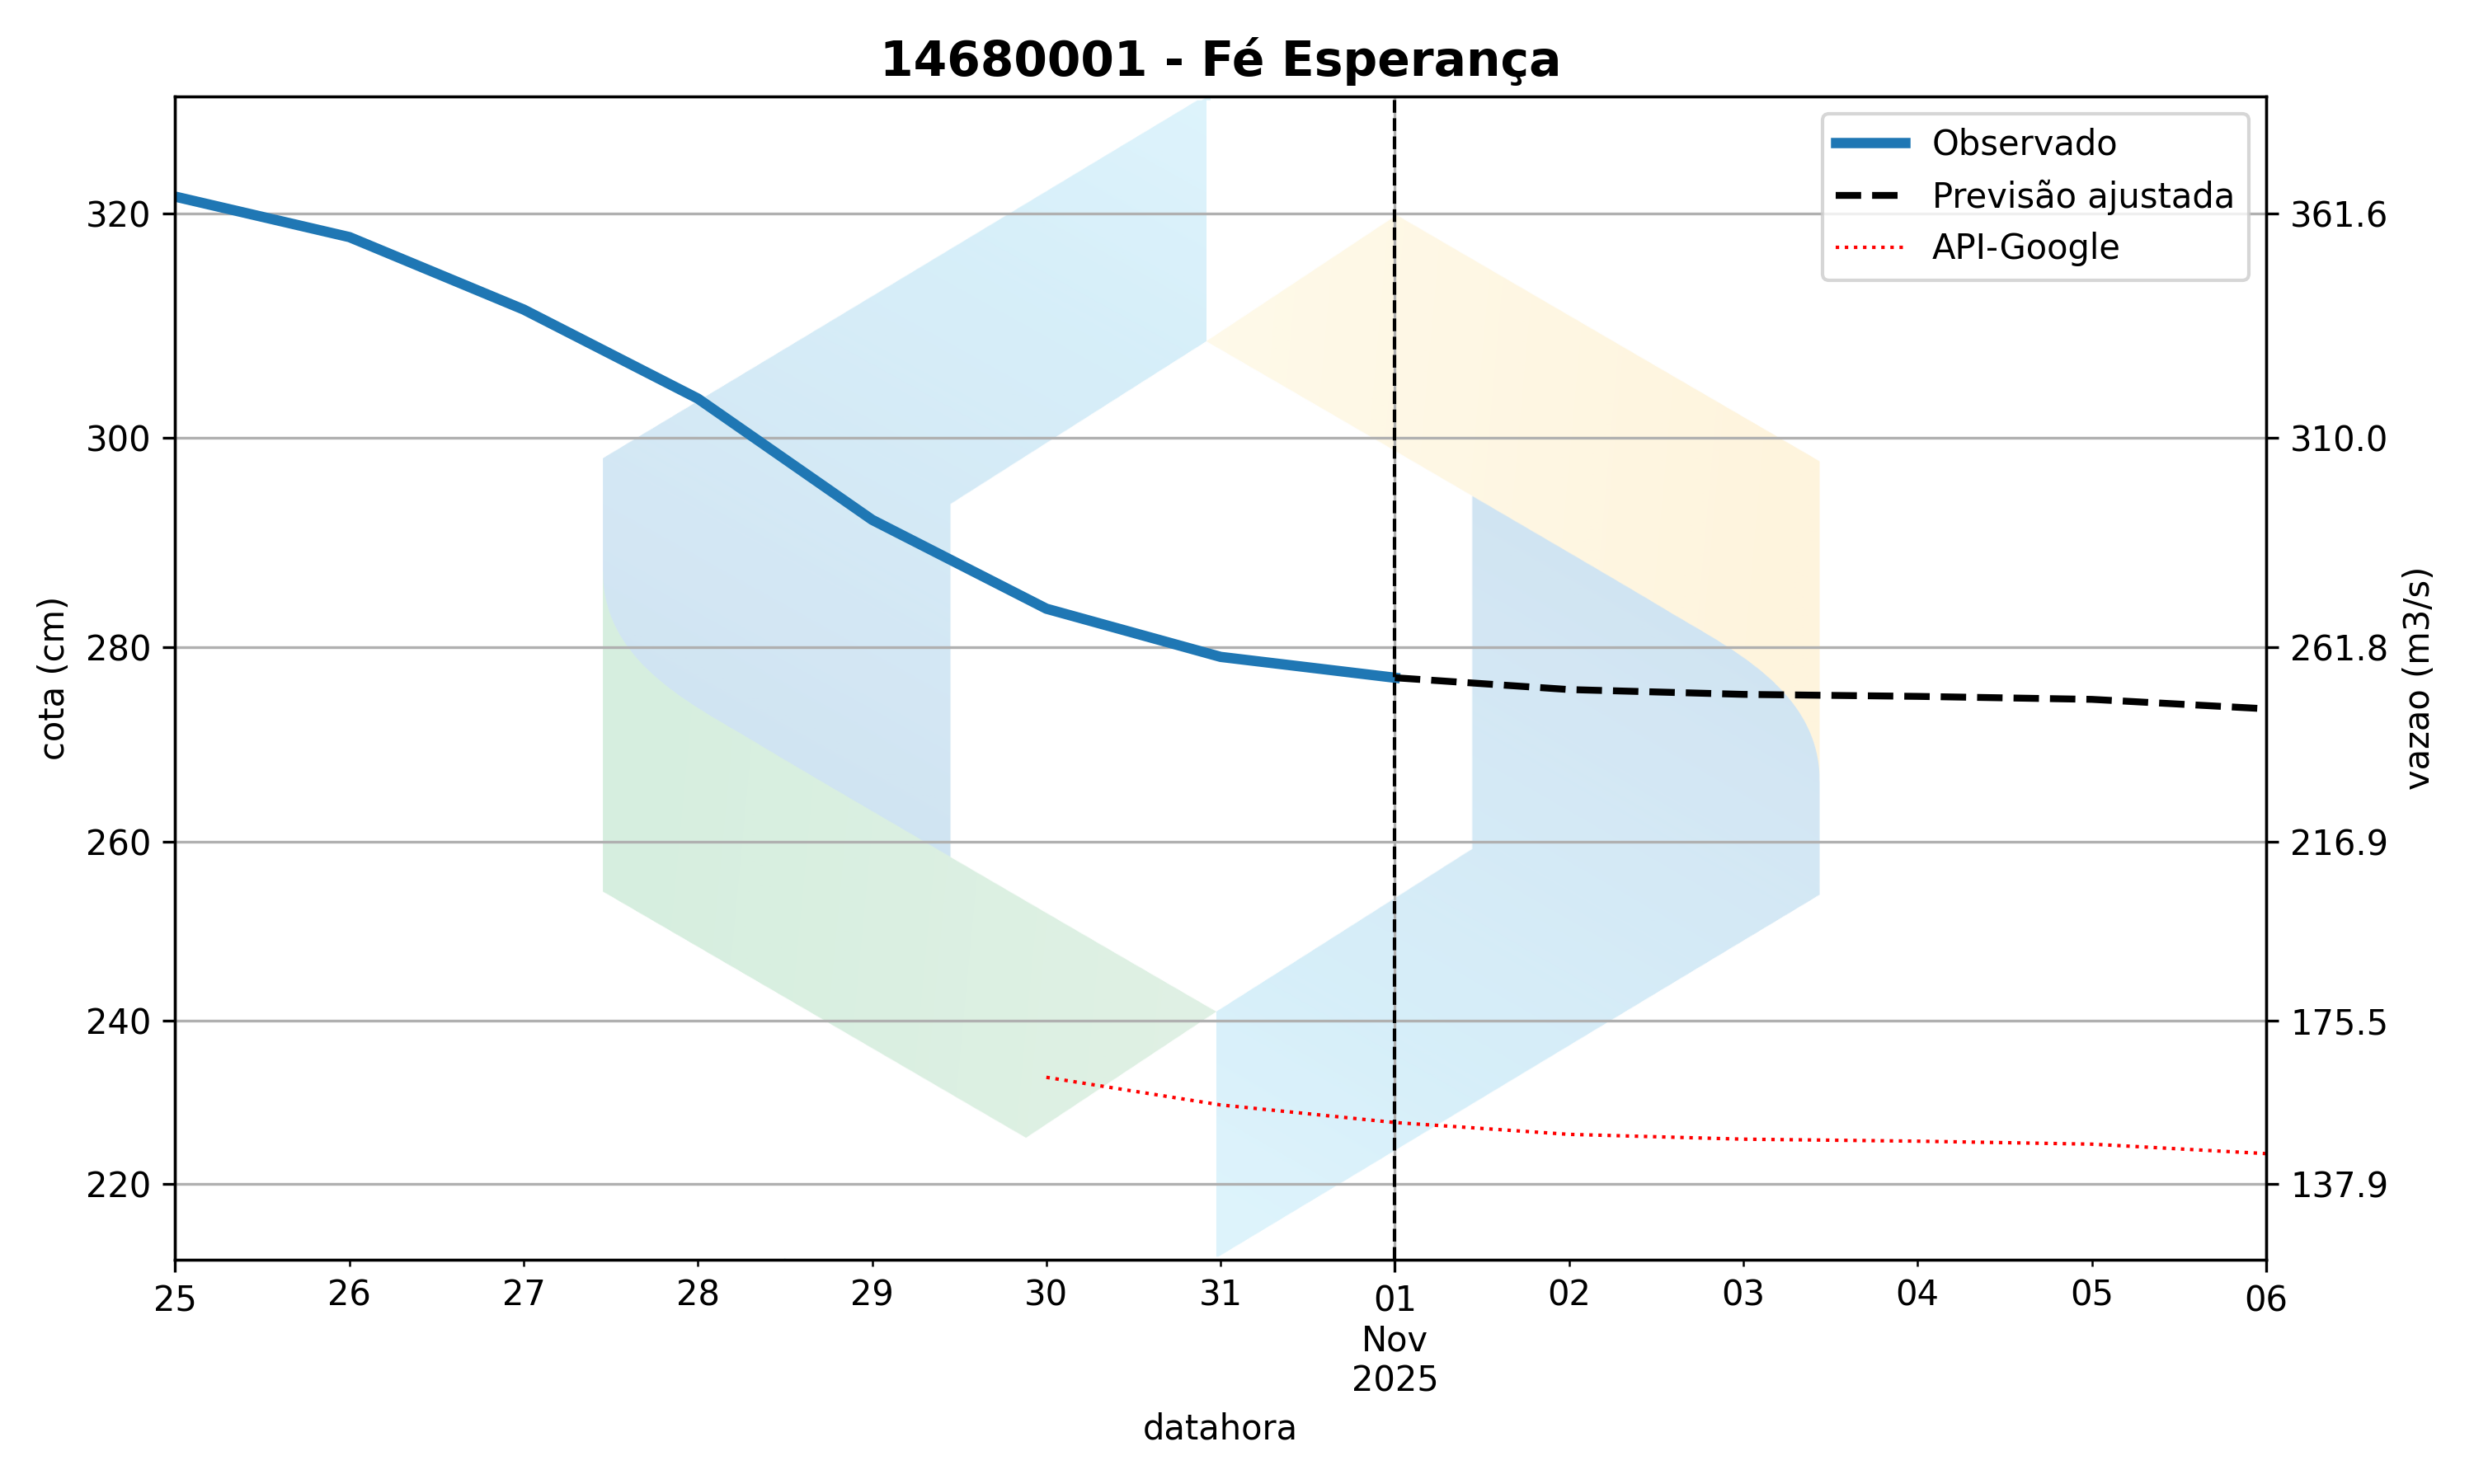 14680001 - Fé Esperança
Observado
Previsão ajustada
API-Google
320
300
280
260
240
220
cota (cm)
361.6
310.0
261.8
216.9
175.5
137.9
vazao (m3/s)
25 26 27 28 29 30 31 01 02 03 04 05 06
Nov
2025
datahora